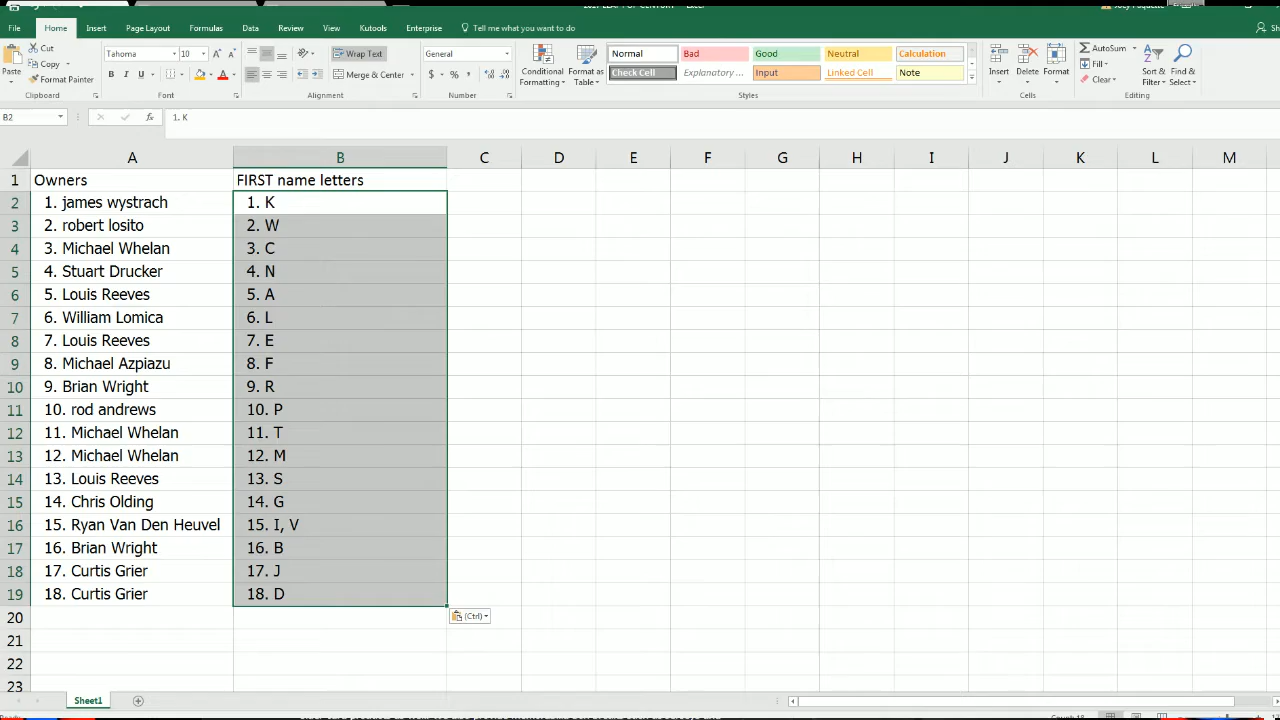 File Home Insert Page Layout Formulas Data Review View Kutools Enterprise Tell me what you want to do
Cut
Copy
Format Painter
Paste
Clipboard
Tahoma 10
B I U
Font
Wrap Text
Merge & Center
Alignment
General
$ % ,
Number
Conditional Formatting
Format as Table
Normal Bad Good Neutral Calculation
Check Cell Explanatory ... Input Linked Cell Note
Styles
Insert Delete Format
Cells
AutoSum
Fill
Clear
Sort & Filter
Find & Select
Editing
B2 fx 1. K
A B C D E F G H I J K L M
1 Owners FIRST name letters
2 1. james wystrach 1. K
3 2. robert losito 2. W
4 3. Michael Whelan 3. C
5 4. Stuart Drucker 4. N
6 5. Louis Reeves 5. A
7 6. William Lomica 6. L
8 7. Louis Reeves 7. E
9 8. Michael Azpiazu 8. F
10 9. Brian Wright 9. R
11 10. rod andrews 10. P
12 11. Michael Whelan 11. T
13 12. Michael Whelan 12. M
14 13. Louis Reeves 13. S
15 14. Chris Olding 14. G
16 15. Ryan Van Den Heuvel 15. I, V
17 16. Brian Wright 16. B
18 17. Curtis Grier 17. J
19 18. Curtis Grier 18. D
20 (Ctrl)
21
22
23
Sheet1